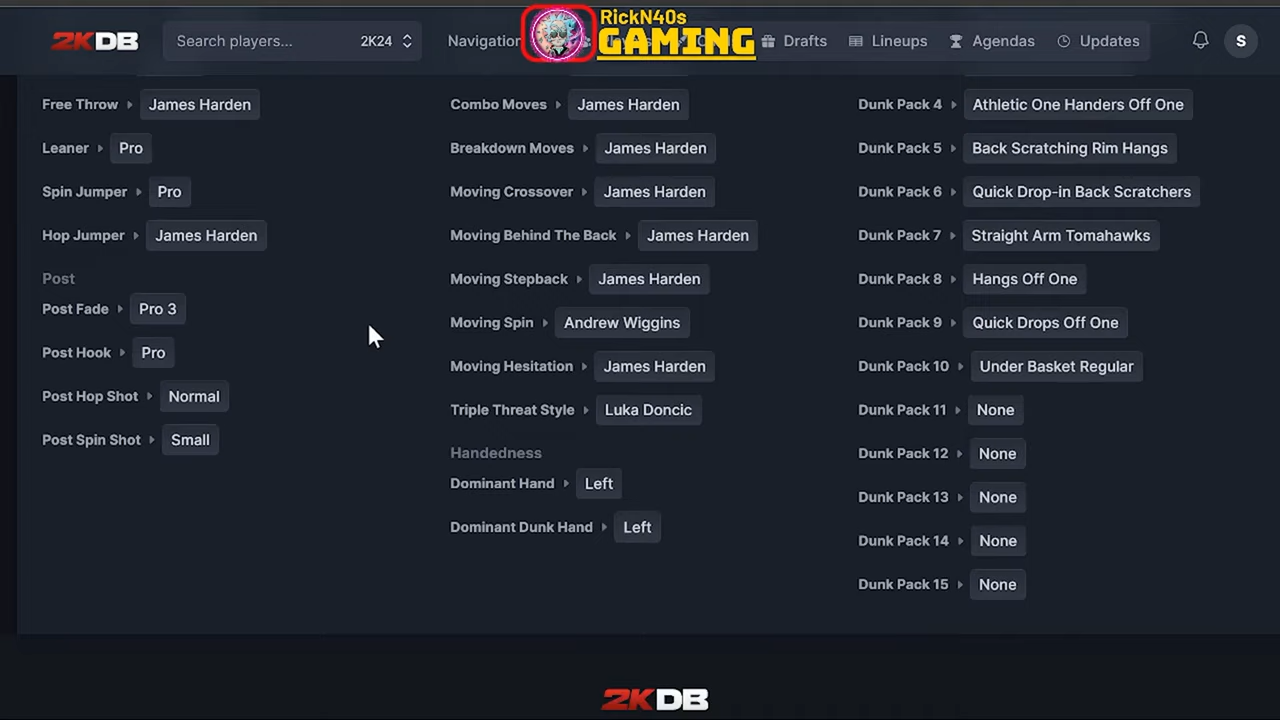 2KDB
Search players...
2K24
Navigation
RickN40s
GAMING
Drafts
Lineups
Agendas
Updates
S
Free Throw James Harden
Leaner Pro
Spin Jumper Pro
Hop Jumper James Harden
Post
Post Fade Pro 3
Post Hook Pro
Post Hop Shot Normal
Post Spin Shot Small
Combo Moves James Harden
Breakdown Moves James Harden
Moving Crossover James Harden
Moving Behind The Back James Harden
Moving Stepback James Harden
Moving Spin Andrew Wiggins
Moving Hesitation James Harden
Triple Threat Style Luka Doncic
Handedness
Dominant Hand Left
Dominant Dunk Hand Left
Dunk Pack 4 Athletic One Handers Off One
Dunk Pack 5 Back Scratching Rim Hangs
Dunk Pack 6 Quick Drop-in Back Scratchers
Dunk Pack 7 Straight Arm Tomahawks
Dunk Pack 8 Hangs Off One
Dunk Pack 9 Quick Drops Off One
Dunk Pack 10 Under Basket Regular
Dunk Pack 11 None
Dunk Pack 12 None
Dunk Pack 13 None
Dunk Pack 14 None
Dunk Pack 15 None
2KDB